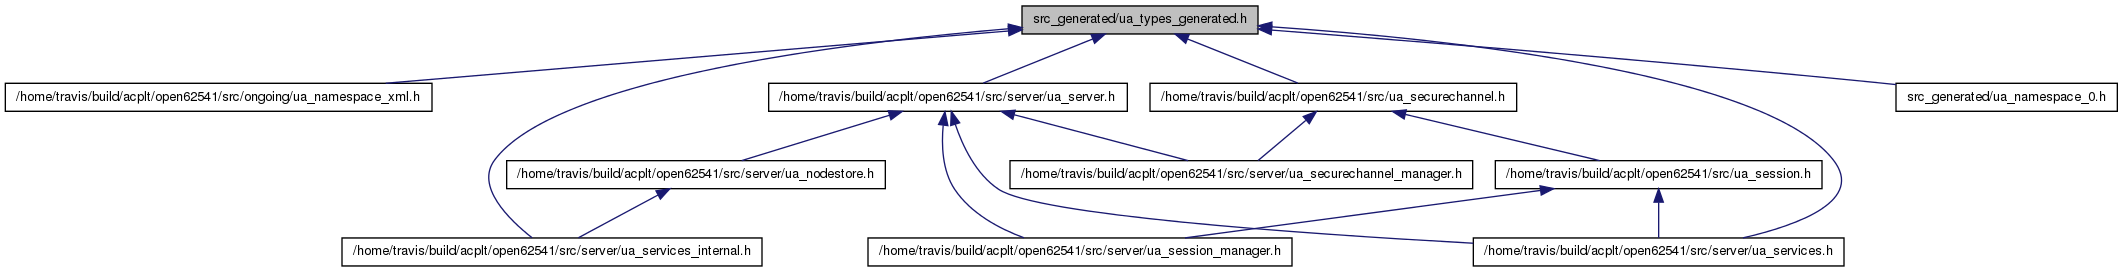 src_generated/ua_types_generated.h
/home/travis/build/acplt/open62541/src/ongoing/ua_namespace_xml.h
/home/travis/build/acplt/open62541/src/server/ua_server.h
/home/travis/build/acplt/open62541/src/ua_securechannel.h
src_generated/ua_namespace_0.h
/home/travis/build/acplt/open62541/src/server/ua_nodestore.h
/home/travis/build/acplt/open62541/src/server/ua_securechannel_manager.h
/home/travis/build/acplt/open62541/src/ua_session.h
/home/travis/build/acplt/open62541/src/server/ua_services_internal.h
/home/travis/build/acplt/open62541/src/server/ua_session_manager.h
/home/travis/build/acplt/open62541/src/server/ua_services.h